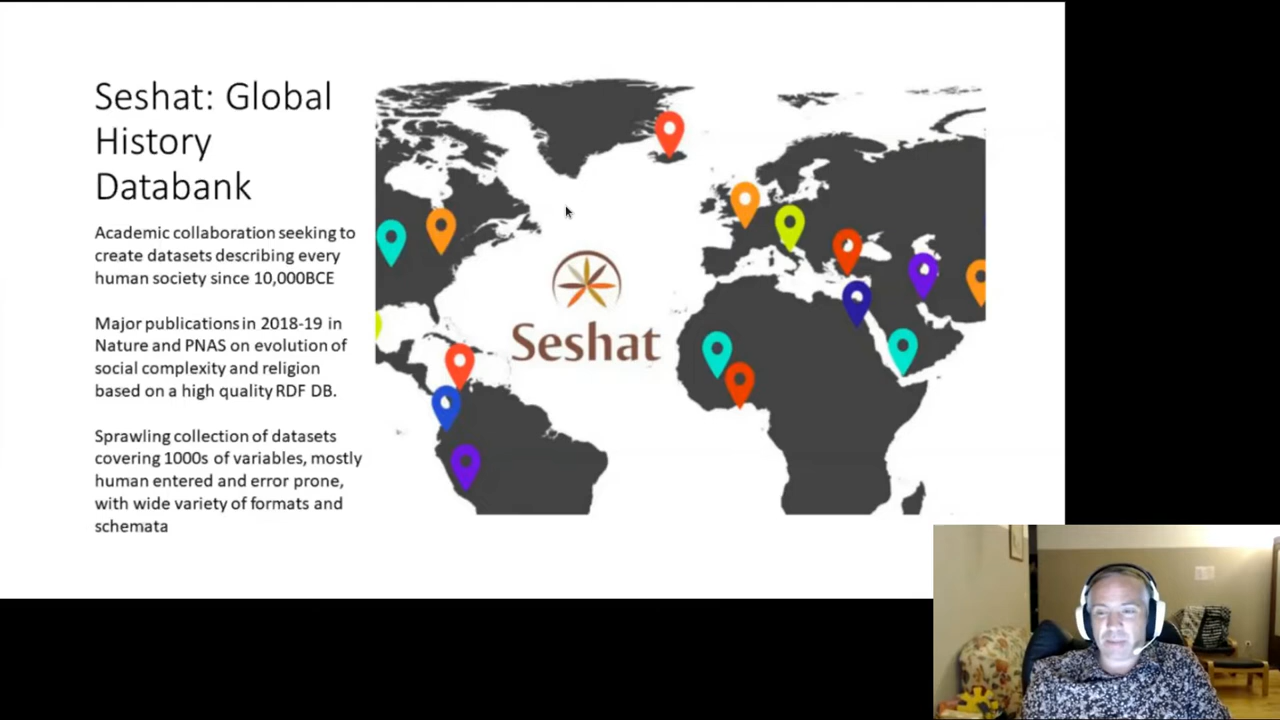 Seshat: Global
History
Databank
Academic collaboration seeking to
create datasets describing every
human society since 10,000BCE
Major publications in 2018-19 in
Nature and PNAS on evolution of
social complexity and religion
based on a high quality RDF DB.
Sprawling collection of datasets
covering 1000s of variables, mostly
human entered and error prone,
with wide variety of formats and
schemata
Seshat